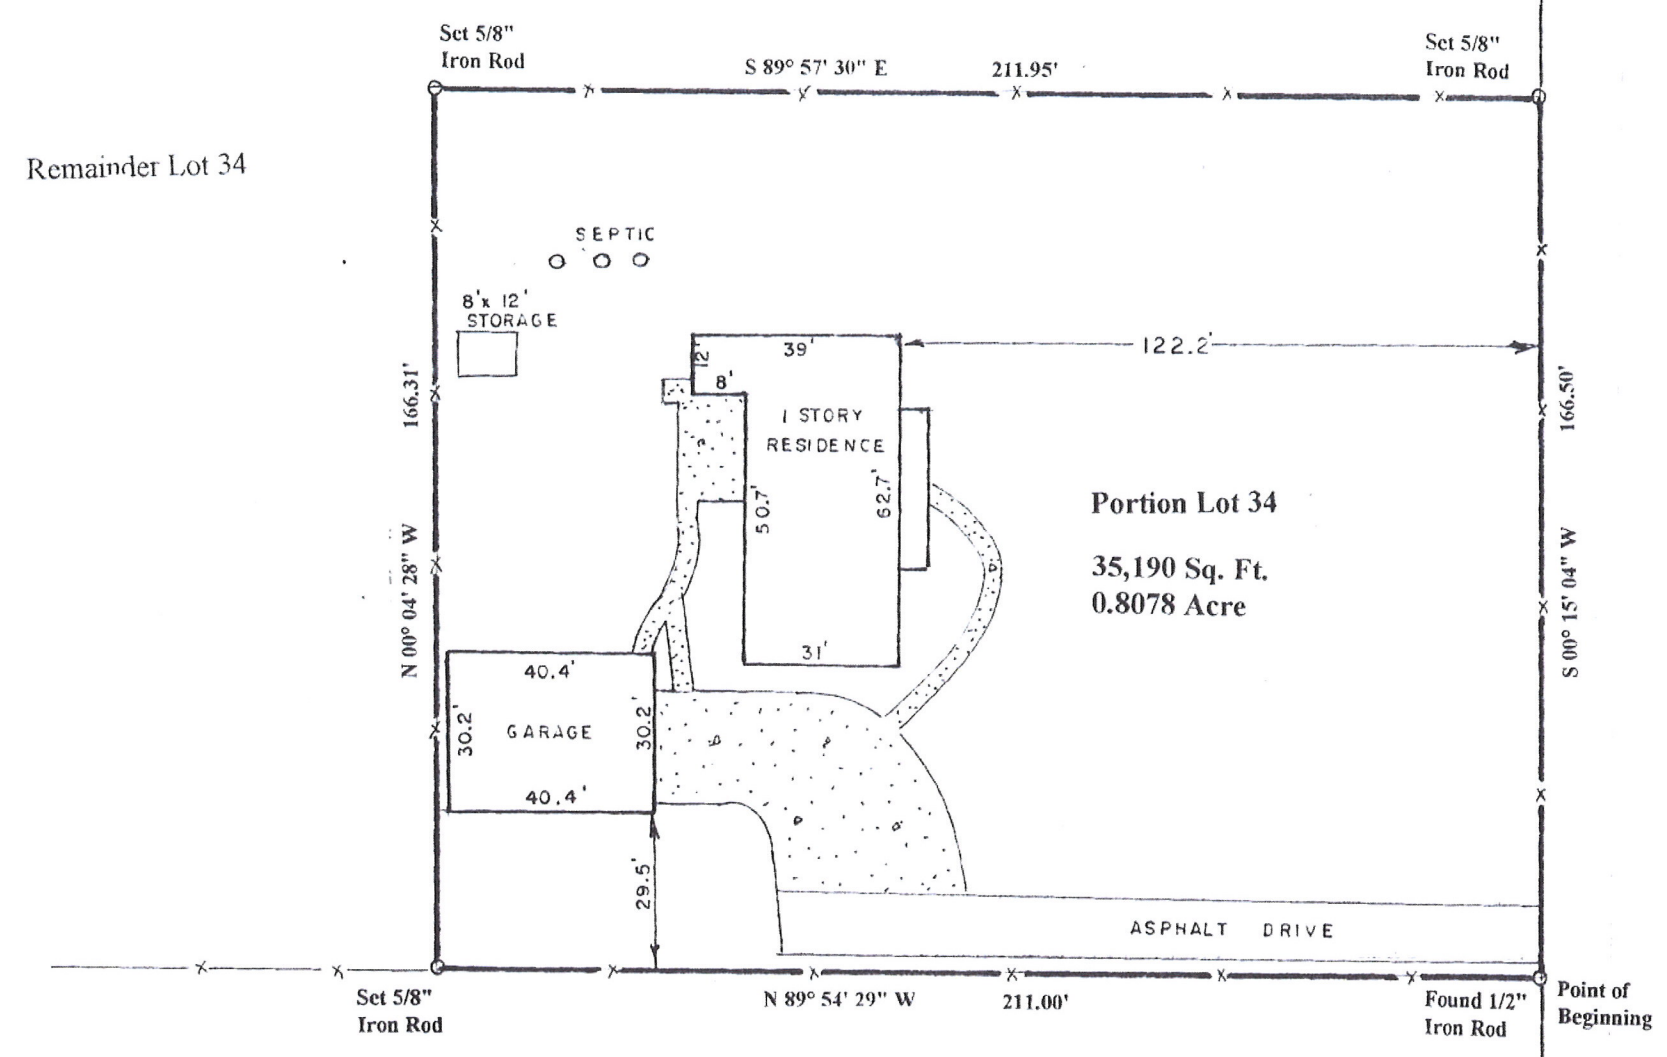 Set 5/8"
Iron Rod
S 89° 57' 30" E 211.95'
Set 5/8"
Iron Rod
Remainder Lot 34
SEPTIC
8'x 12'
STORAGE
39'
12'
8'
122.2'
1 STORY
RESIDENCE
166.31'
166.50'
50.7'
62.7'
Portion Lot 34
35,190 Sq. Ft.
0.8078 Acre
N 00° 04' 28" W
S 00° 15' 04" W
31'
40.4'
30.2'
GARAGE
30.2'
40.4'
29.5'
ASPHALT DRIVE
Set 5/8"
Iron Rod
N 89° 54' 29" W 211.00'
Found 1/2"
Iron Rod
Point of
Beginning